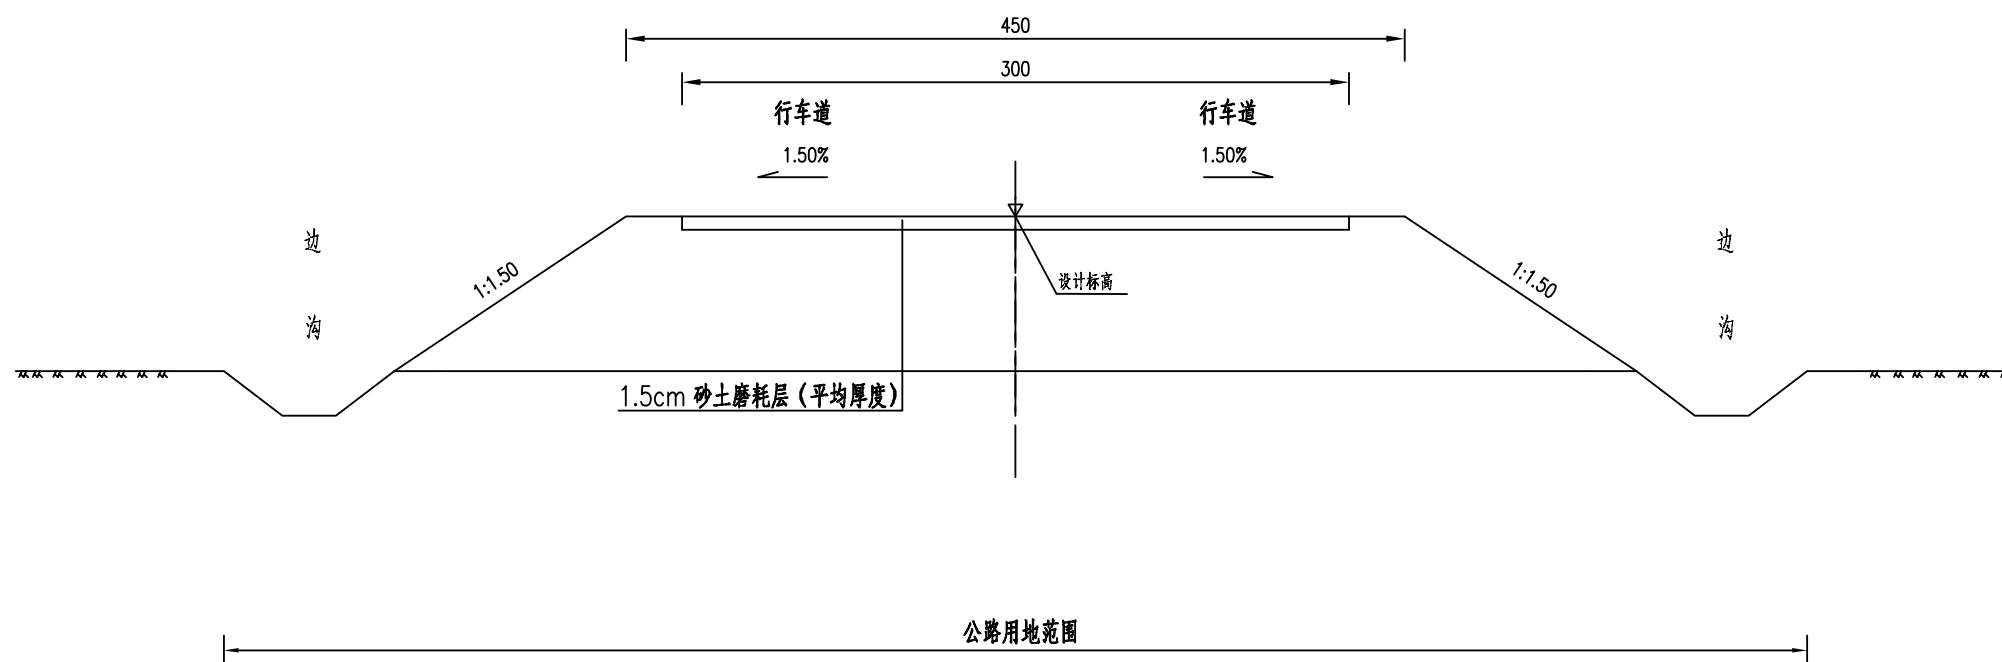 450
300
行车道
行车道
1.50%
1.50%
边
沟
边
沟
1:1.50
1:1.50
设计标高
1.5cm 砂土磨耗层（平均厚度）
公路用地范围